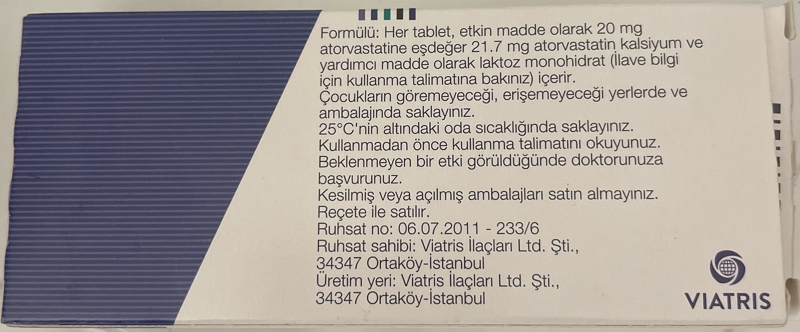 Formülü: Her tablet, etkin madde olarak 20 mg
atorvastatine eşdeğer 21.7 mg atorvastatin kalsiyum ve
yardımcı madde olarak laktoz monohidrat (İlave bilgi
için kullanma talimatına bakınız) içerir.
Çocukların göremeyeceği, erişemeyeceği yerlerde ve
ambalajında saklayınız.
25°C'nin altındaki oda sıcaklığında saklayınız.
Kullanmadan önce kullanma talimatını okuyunuz.
Beklenmeyen bir etki görüldüğünde doktorunuza
başvurunuz.
Kesilmiş veya açılmış ambalajları satın almayınız.
Reçete ile satılır.
Ruhsat no: 06.07.2011 - 233/6
Ruhsat sahibi: Viatris İlaçları Ltd. Şti.,
34347 Ortaköy-İstanbul
Üretim yeri: Viatris İlaçları Ltd. Şti.,
34347 Ortaköy-İstanbul
VIATRIS